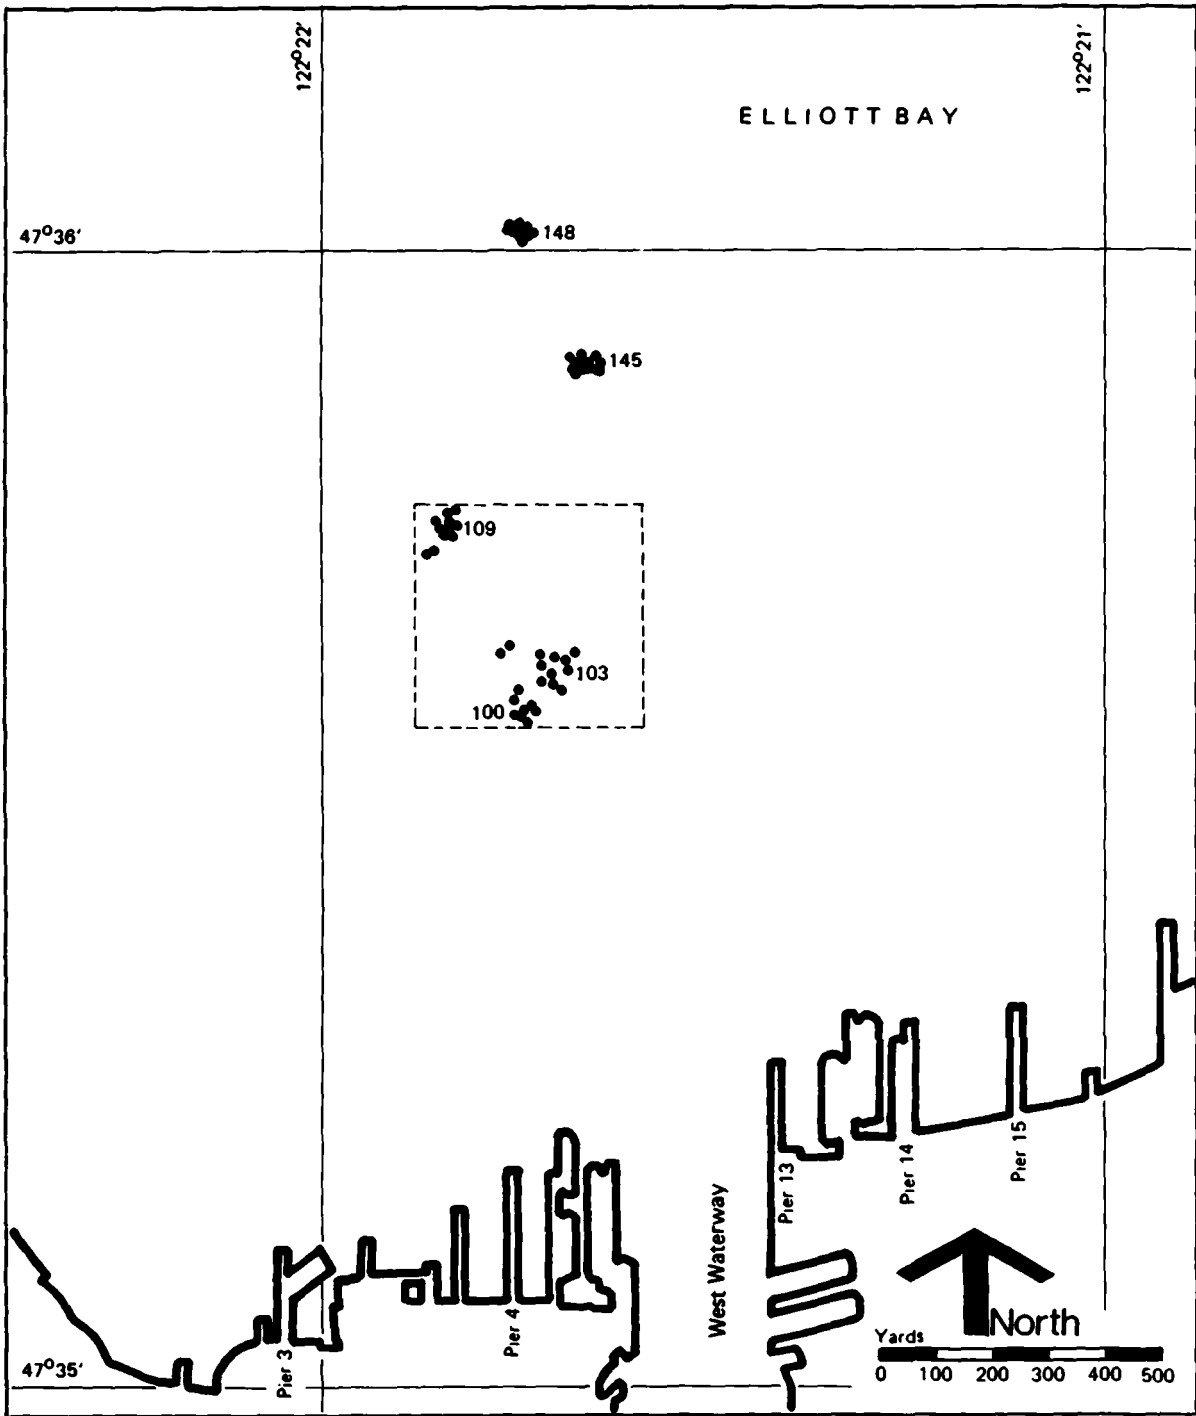 122°22'
122°21'
ELLIOTT BAY
47°36'
148
145
109
103
100
Pier 13
Pier 14
Pier 15
West Waterway
Pier 4
Pier 3
North
Yards
0 100 200 300 400 500
47°35'